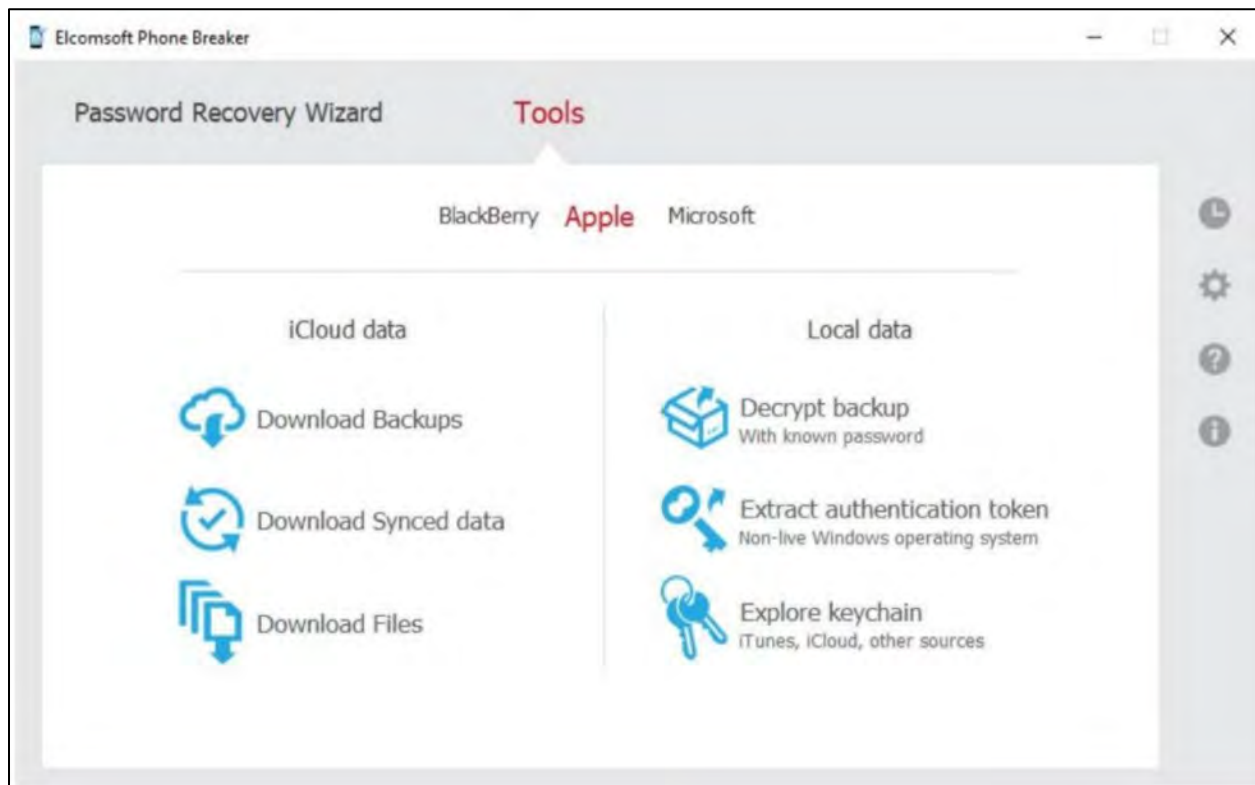 Elcomsoft Phone Breaker
Password Recovery Wizard
Tools
BlackBerry Apple Microsoft
iCloud data
Download Backups
Download Synced data
Download Files
Local data
Decrypt backup
With known password
Extract authentication token
Non-live Windows operating system
Explore keychain
iTunes, iCloud, other sources